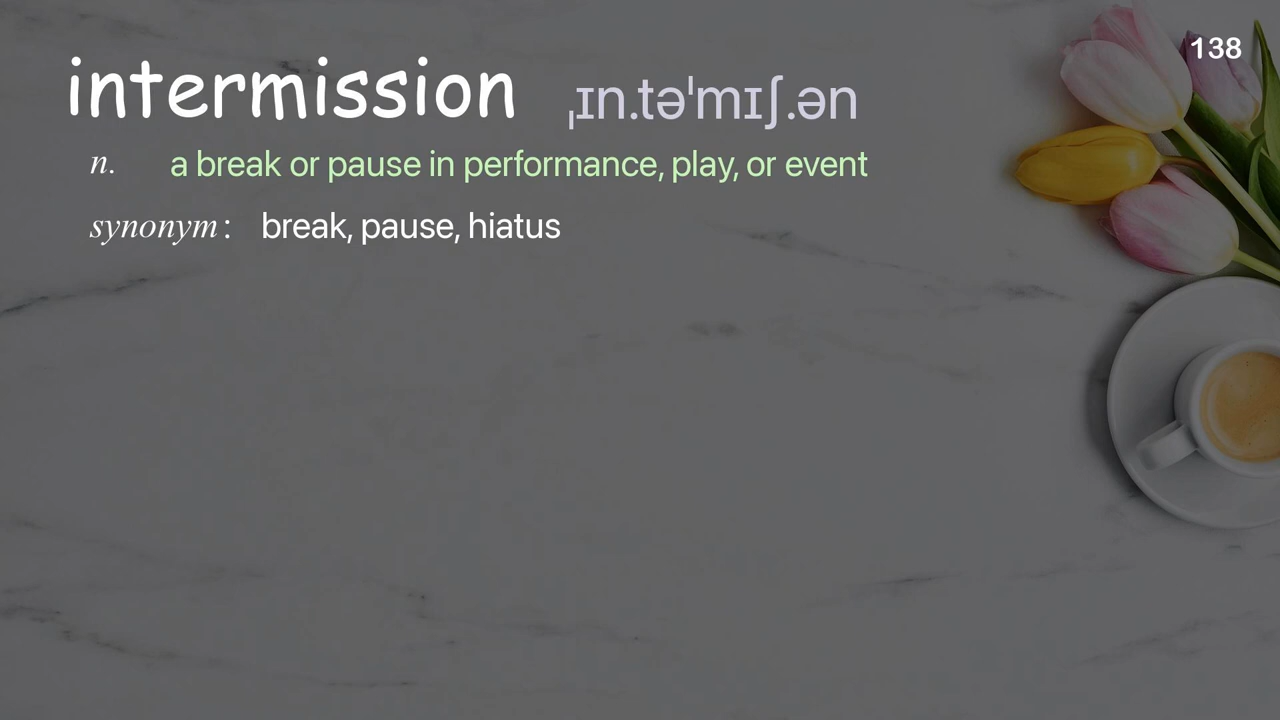 138
intermission ˌɪn.təˈmɪʃ.ən
n. a break or pause in performance, play, or event
synonym: break, pause, hiatus